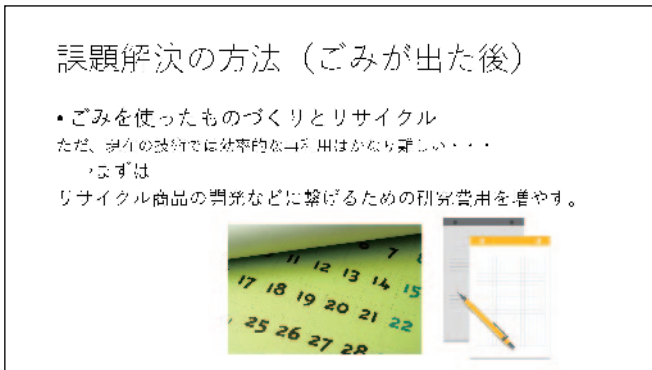 課題解決の方法（ごみが出た後）
• ごみを使ったものづくりとリサイクル
ただ、現在の技術では効率的な再利用はかなり難しい・・・
→まずは
リサイクル商品の開発などに繋げるための研究費用を増やす。
6 7
11 12 13 14 15
17 18 19 20 21 22
25 26 27 28